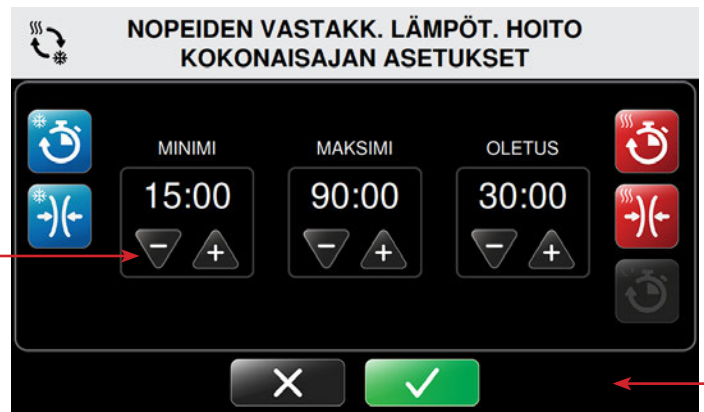 NOPEIDEN VASTAKK. LÄMPÖT. HOITO
KOKONAISAJAN ASETUKSET
MINIMI MAKSIMI OLETUS
15:00 90:00 30:00